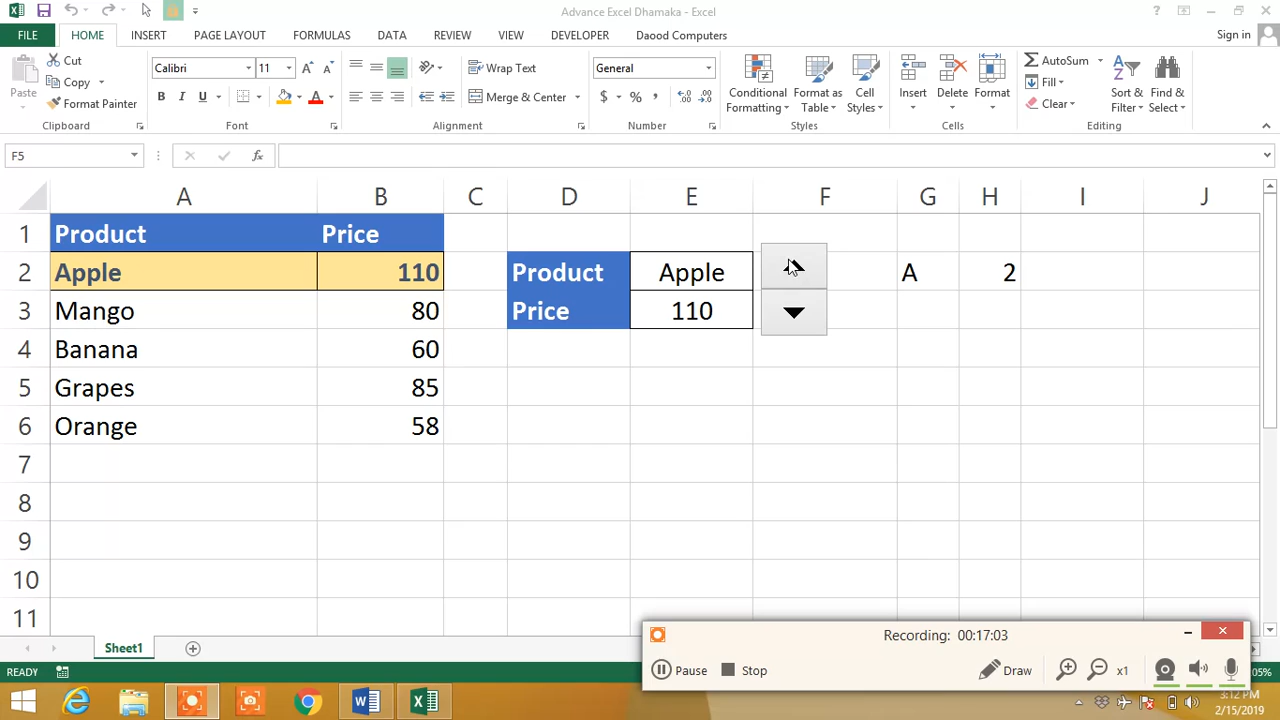 Advance Excel Dhamaka - Excel
?
FILE HOME INSERT PAGE LAYOUT FORMULAS DATA REVIEW VIEW DEVELOPER Daood Computers Sign in
Paste
Cut
Copy
Format Painter
Clipboard
Calibri 11
B I U
Font
Wrap Text
Merge & Center
Alignment
General
$ % ,
Number
Conditional Formatting
Format as Table
Cell Styles
Styles
Insert
Delete
Format
Cells
AutoSum
Fill
Clear
Sort & Filter
Find & Select
Editing
F5
fx
A B C D E F G H I J
1 Product Price
2 Apple 110 Product Apple A 2
3 Mango 80 Price 110
4 Banana 60
5 Grapes 85
6 Orange 58
7
8
9
10
11
Sheet1
READY
Recording: 00:17:03
Pause Stop Draw x1
05%
3:12 PM
2/15/2019